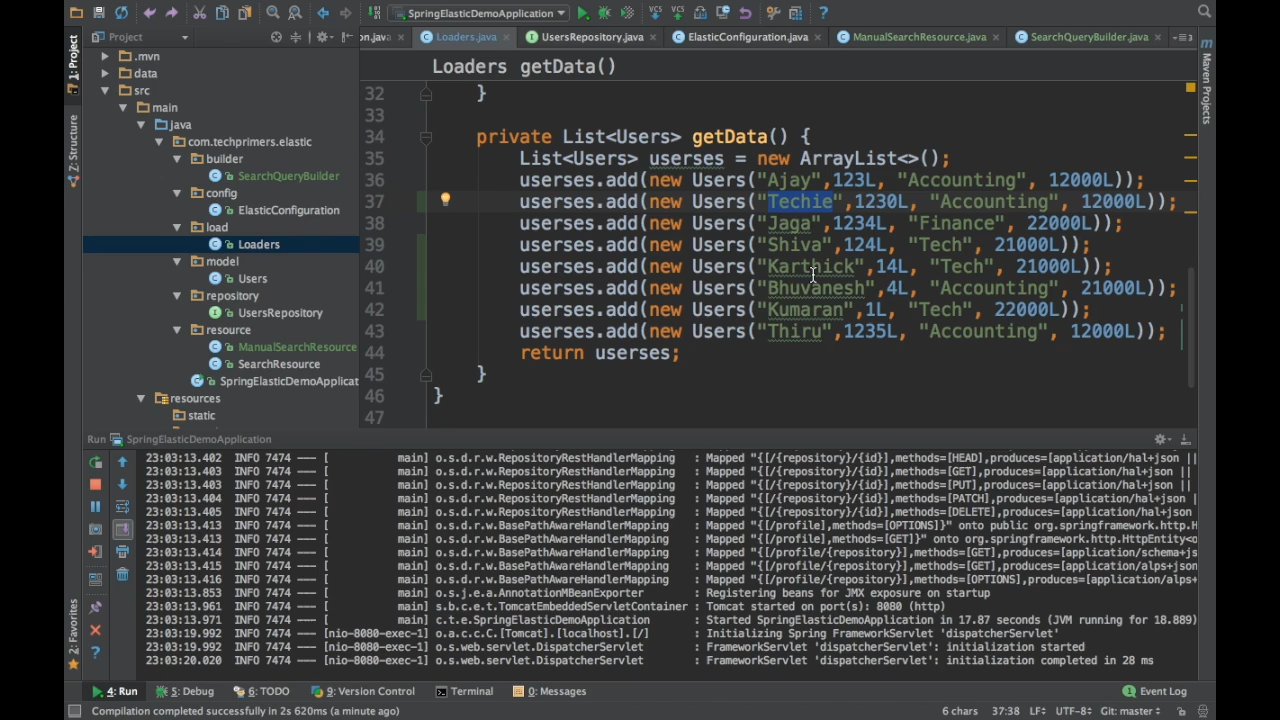 SpringElasticDemoApplication
1: Project
Z: Structure
2: Favorites
Maven Projects
Project
.mvn
data
src
main
java
com.techprimers.elastic
builder
SearchQueryBuilder
config
ElasticConfiguration
load
Loaders
model
Users
repository
UsersRepository
resource
ManualSearchResource
SearchResource
SpringElasticDemoApplicat
resources
static
on.java
Loaders.java
UsersRepository.java
ElasticConfiguration.java
ManualSearchResource.java
SearchQueryBuilder.java
Loaders getData()
32 }
33
34 private List<Users> getData() {
35 List<Users> userses = new ArrayList<>();
36 userses.add(new Users("Ajay",123L, "Accounting", 12000L));
37 userses.add(new Users("Techie",1230L, "Accounting", 12000L));
38 userses.add(new Users("Jaga",1234L, "Finance", 22000L));
39 userses.add(new Users("Shiva",124L, "Tech", 21000L));
40 userses.add(new Users("Karthick",14L, "Tech", 21000L));
41 userses.add(new Users("Bhuvanesh",4L, "Accounting", 21000L));
42 userses.add(new Users("Kumaran",1L, "Tech", 22000L));
43 userses.add(new Users("Thiru",1235L, "Accounting", 12000L));
44 return userses;
45 }
46 }
47
Run SpringElasticDemoApplication
23:03:13.402 INFO 7474 --- [ main] o.s.d.r.w.RepositoryRestHandlerMapping : Mapped "{[/{repository}/{id}],methods=[HEAD],produces=[application/hal+json ||
23:03:13.403 INFO 7474 --- [ main] o.s.d.r.w.RepositoryRestHandlerMapping : Mapped "{[/{repository}/{id}],methods=[GET],produces=[application/hal+json ||
23:03:13.403 INFO 7474 --- [ main] o.s.d.r.w.RepositoryRestHandlerMapping : Mapped "{[/{repository}/{id}],methods=[PUT],produces=[application/hal+json ||
23:03:13.404 INFO 7474 --- [ main] o.s.d.r.w.RepositoryRestHandlerMapping : Mapped "{[/{repository}/{id}],methods=[PATCH],produces=[application/hal+json |
23:03:13.405 INFO 7474 --- [ main] o.s.d.r.w.RepositoryRestHandlerMapping : Mapped "{[/{repository}/{id}],methods=[DELETE],produces=[application/hal+json
23:03:13.413 INFO 7474 --- [ main] o.s.d.r.w.BasePathAwareHandlerMapping : Mapped "{[/profile],methods=[OPTIONS]}" onto public org.springframework.http.H
23:03:13.413 INFO 7474 --- [ main] o.s.d.r.w.BasePathAwareHandlerMapping : Mapped "{[/profile],methods=[GET]}" onto org.springframework.http.HttpEntity<o
23:03:13.414 INFO 7474 --- [ main] o.s.d.r.w.BasePathAwareHandlerMapping : Mapped "{[/profile/{repository}],methods=[GET],produces=[application/schema+js
23:03:13.415 INFO 7474 --- [ main] o.s.d.r.w.BasePathAwareHandlerMapping : Mapped "{[/profile/{repository}],methods=[GET],produces=[application/alps+json
23:03:13.416 INFO 7474 --- [ main] o.s.d.r.w.BasePathAwareHandlerMapping : Mapped "{[/profile/{repository}],methods=[OPTIONS],produces=[application/alps+
23:03:13.853 INFO 7474 --- [ main] o.s.j.e.a.AnnotationMBeanExporter : Registering beans for JMX exposure on startup
23:03:13.961 INFO 7474 --- [ main] s.b.c.e.t.TomcatEmbeddedServletContainer : Tomcat started on port(s): 8080 (http)
23:03:13.971 INFO 7474 --- [ main] c.t.e.SpringElasticDemoApplication : Started SpringElasticDemoApplication in 17.87 seconds (JVM running for 18.889)
23:03:19.992 INFO 7474 --- [nio-8080-exec-1] o.a.c.c.C.[Tomcat].[localhost].[/] : Initializing Spring FrameworkServlet 'dispatcherServlet'
23:03:19.992 INFO 7474 --- [nio-8080-exec-1] o.s.web.servlet.DispatcherServlet : FrameworkServlet 'dispatcherServlet': initialization started
23:03:20.020 INFO 7474 --- [nio-8080-exec-1] o.s.web.servlet.DispatcherServlet : FrameworkServlet 'dispatcherServlet': initialization completed in 28 ms
4: Run 5: Debug 6: TODO 9: Version Control Terminal 0: Messages 1 Event Log
Compilation completed successfully in 2s 620ms (a minute ago) 6 chars 37:38 LF UTF-8 Git: master